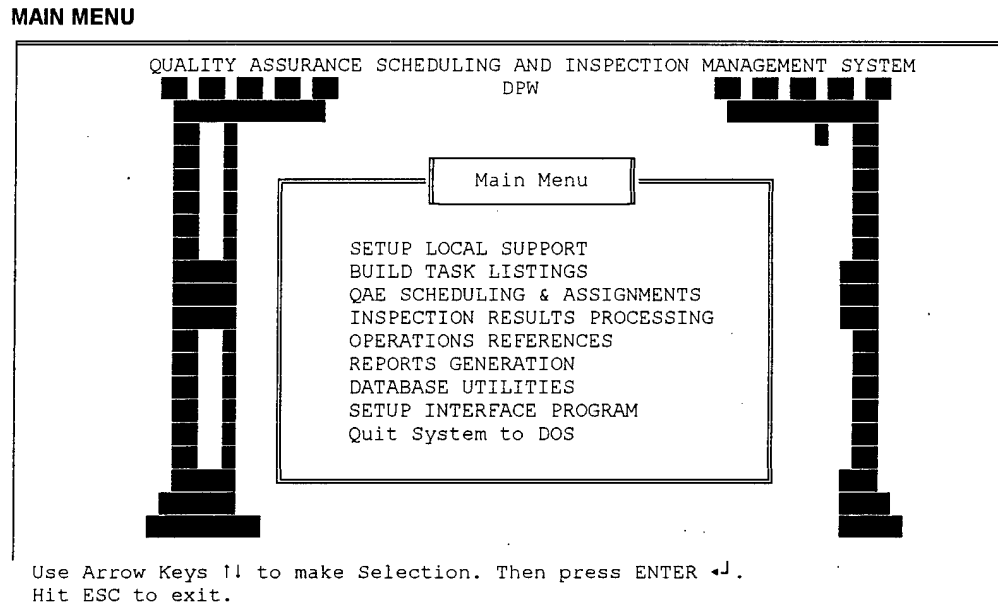 MAIN MENU
QUALITY ASSURANCE SCHEDULING AND INSPECTION MANAGEMENT SYSTEM
DPW
Main Menu
SETUP LOCAL SUPPORT
BUILD TASK LISTINGS
QAE SCHEDULING & ASSIGNMENTS
INSPECTION RESULTS PROCESSING
OPERATIONS REFERENCES
REPORTS GENERATION
DATABASE UTILITIES
SETUP INTERFACE PROGRAM
Quit System to DOS
Use Arrow Keys ↑↓ to make Selection. Then press ENTER ◄┘.
Hit ESC to exit.